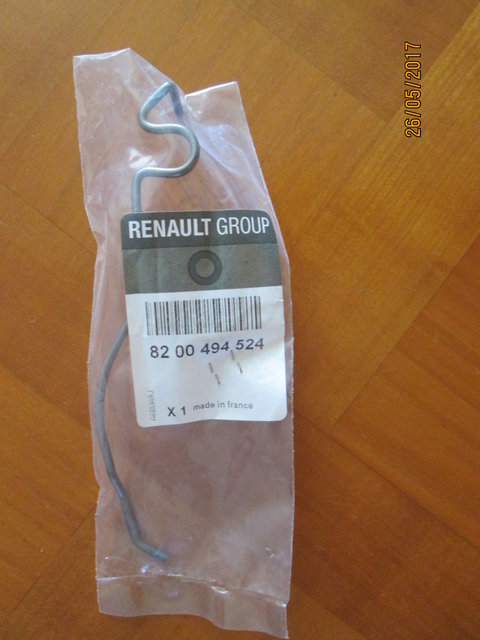 26/05/2017
RENAULT GROUP
82 00 494 524
X 1 made in france